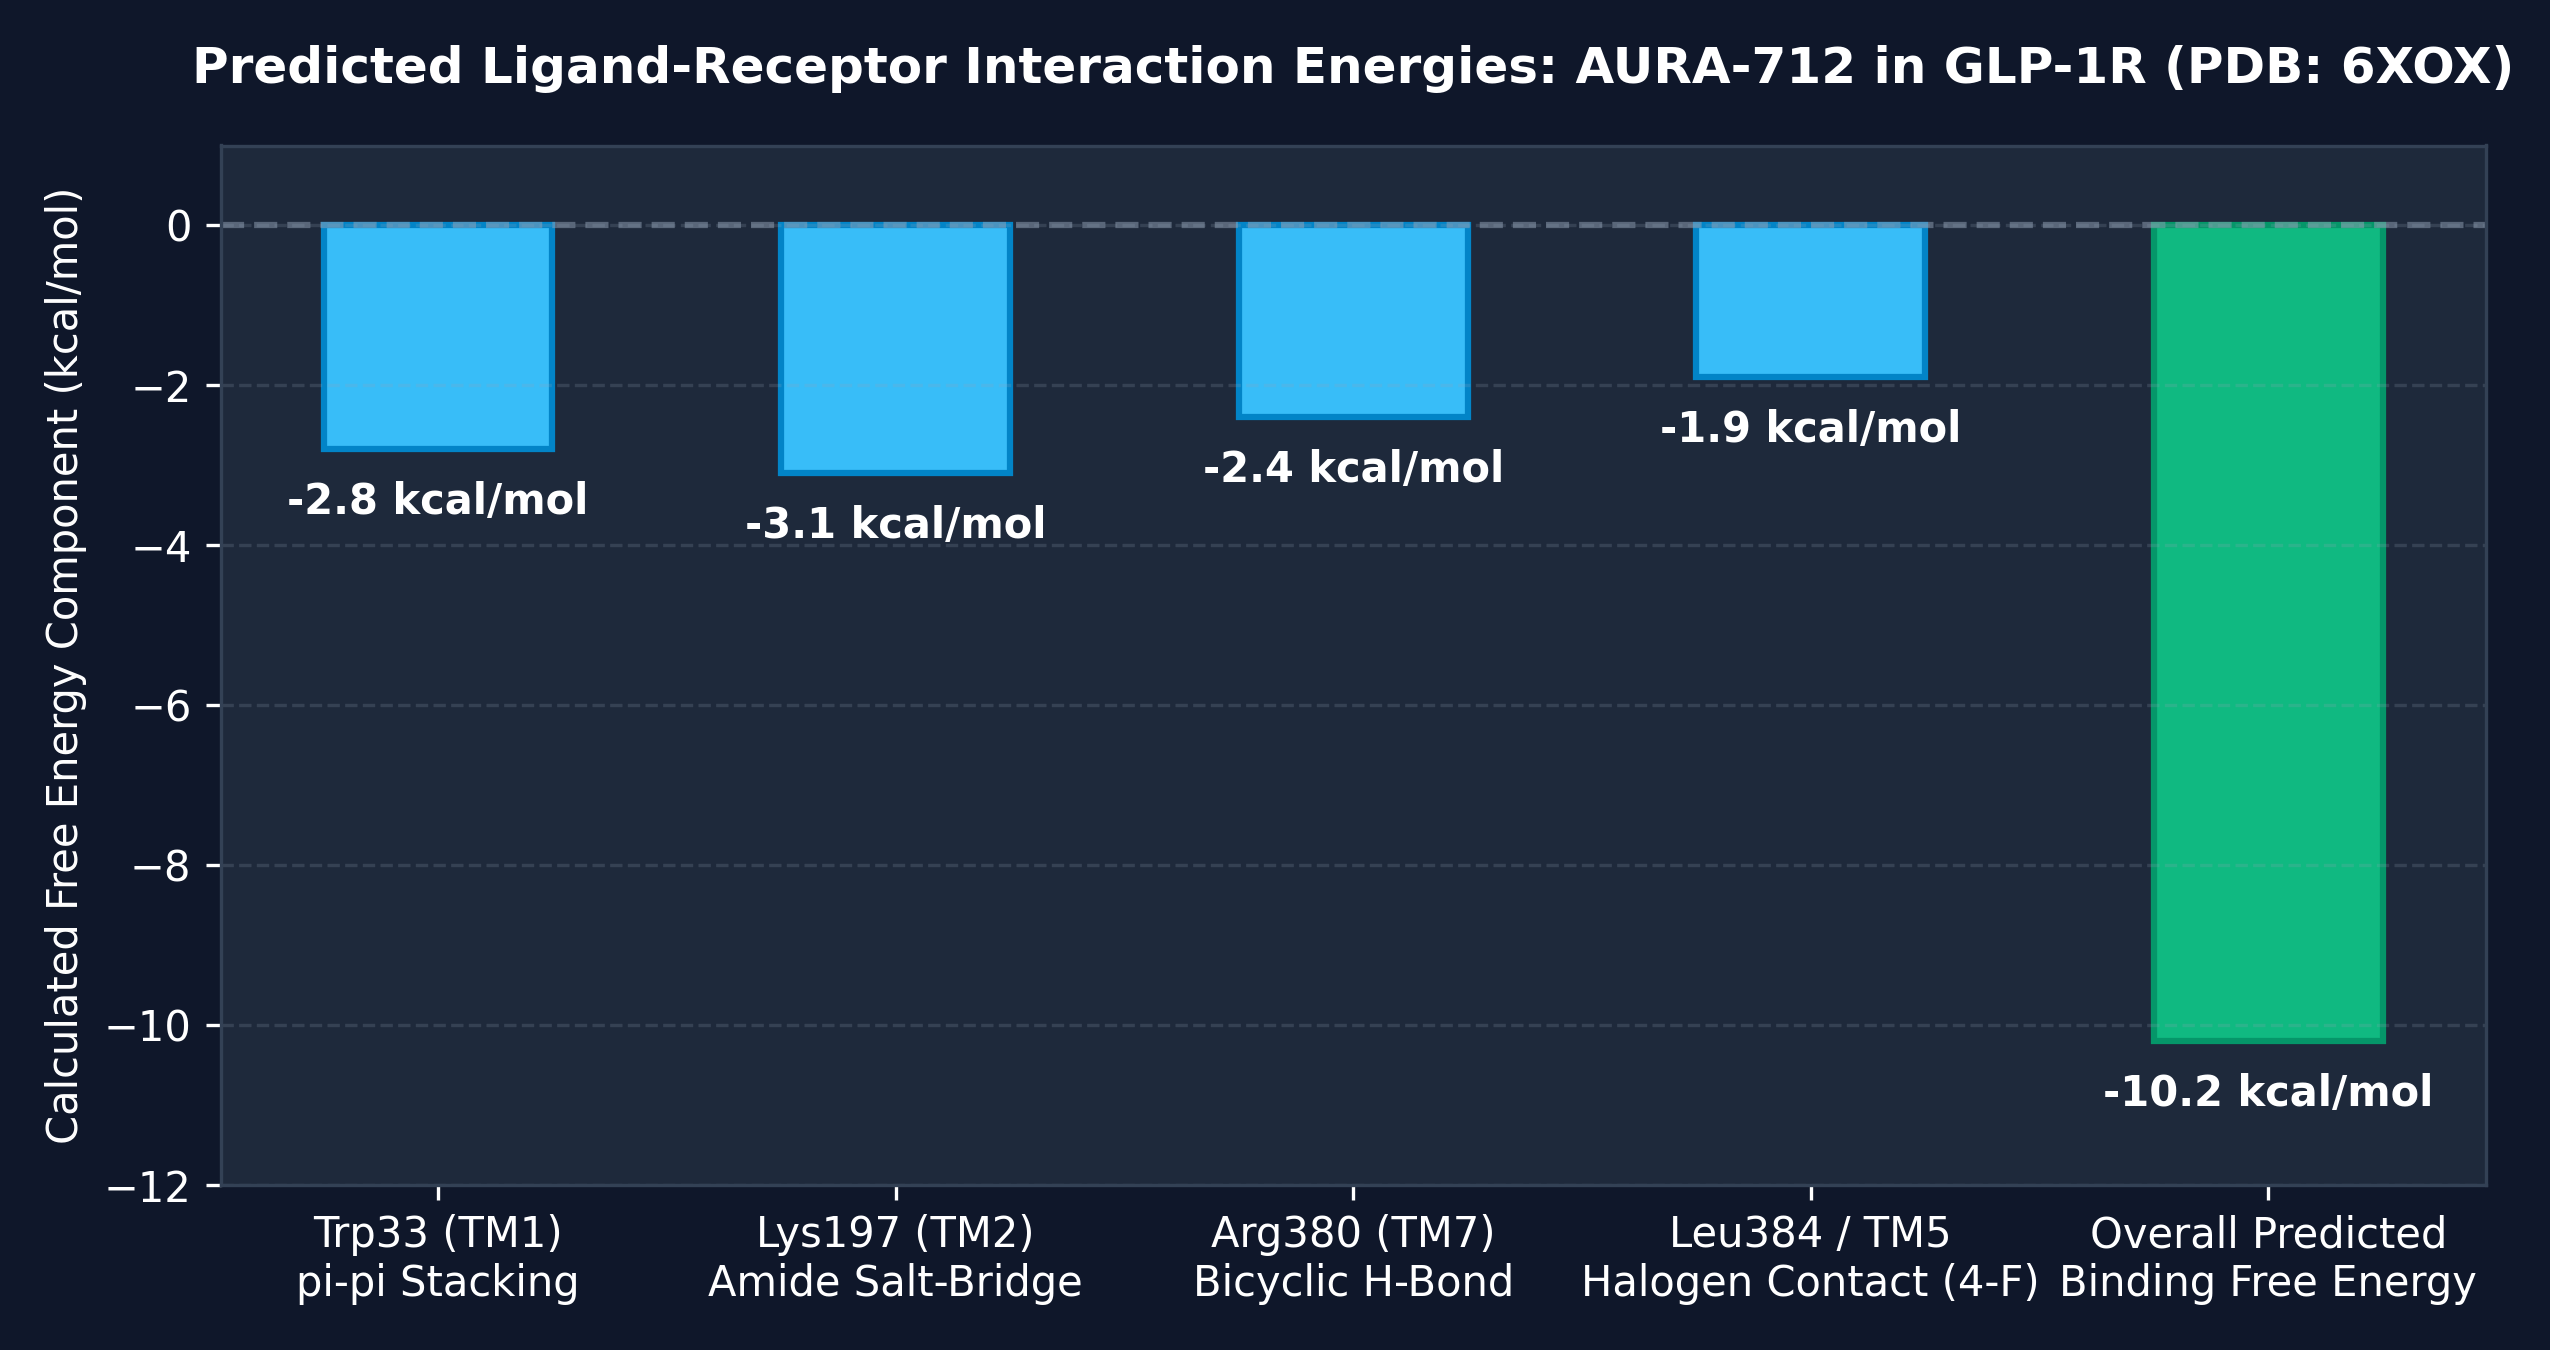 Predicted Ligand-Receptor Interaction Energies: AURA-712 in GLP-1R (PDB: 6XOX)
Calculated Free Energy Component (kcal/mol)
0
−2
−4
−6
−8
−10
−12
-2.8 kcal/mol
-3.1 kcal/mol
-2.4 kcal/mol
-1.9 kcal/mol
-10.2 kcal/mol
Trp33 (TM1)
pi-pi Stacking
Lys197 (TM2)
Amide Salt-Bridge
Arg380 (TM7)
Bicyclic H-Bond
Leu384 / TM5
Halogen Contact (4-F)
Overall Predicted
Binding Free Energy